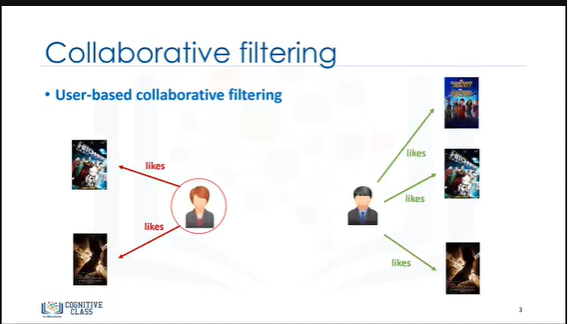 Collaborative filtering
• User-based collaborative filtering
likes
likes
likes
likes
likes
COGNITIVE
CLASS
3